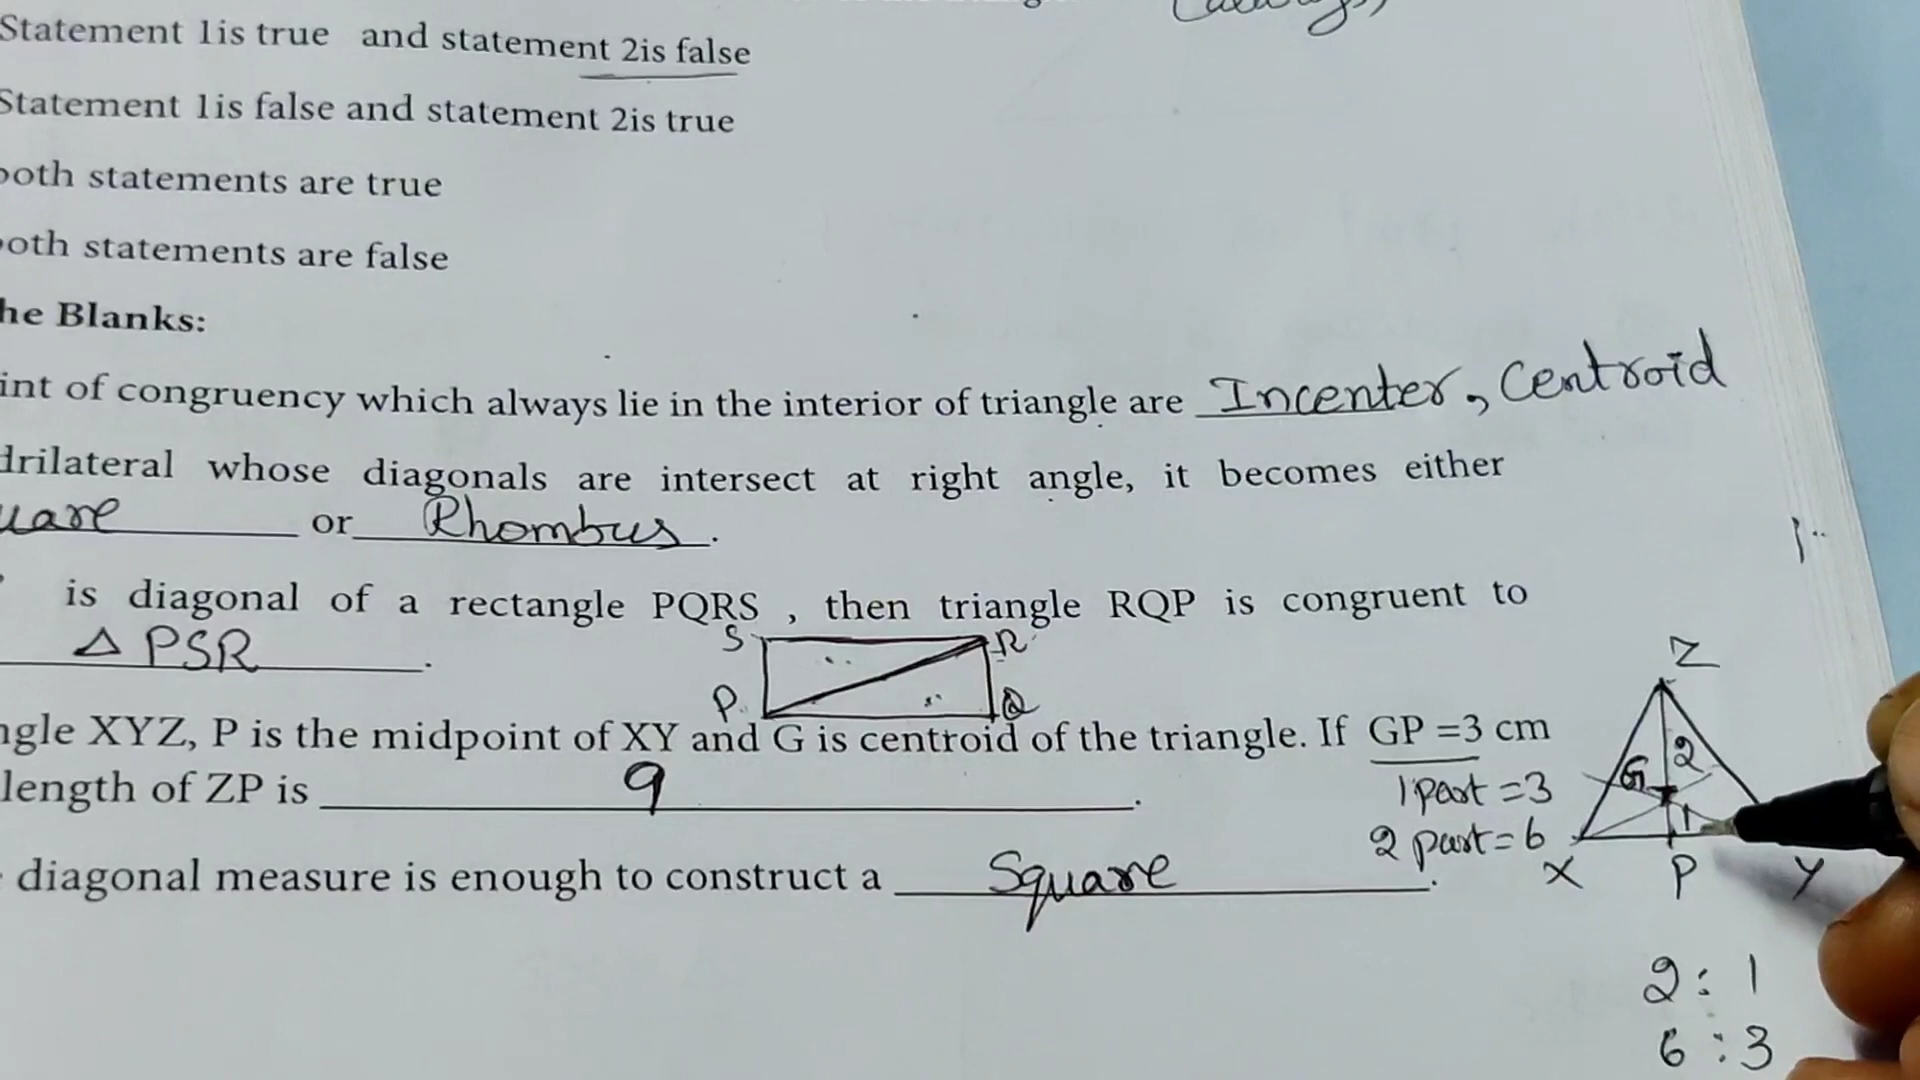 Statement 1is true and statement 2is false
Statement 1is false and statement 2is true
both statements are true
both statements are false
he Blanks:
int of congruency which always lie in the interior of triangle are Incenter, Centroid
drilateral whose diagonals are intersect at right angle, it becomes either
uare or Rhombus.
is diagonal of a rectangle PQRS , then triangle RQP is congruent to
△ PSR .
S R
P Q
ngle XYZ, P is the midpoint of XY and G is centroid of the triangle. If GP =3 cm
length of ZP is 9 .
1 part = 3
2 part = 6
Z
G 2
1
X P Y
diagonal measure is enough to construct a Square .
2 : 1
6 : 3